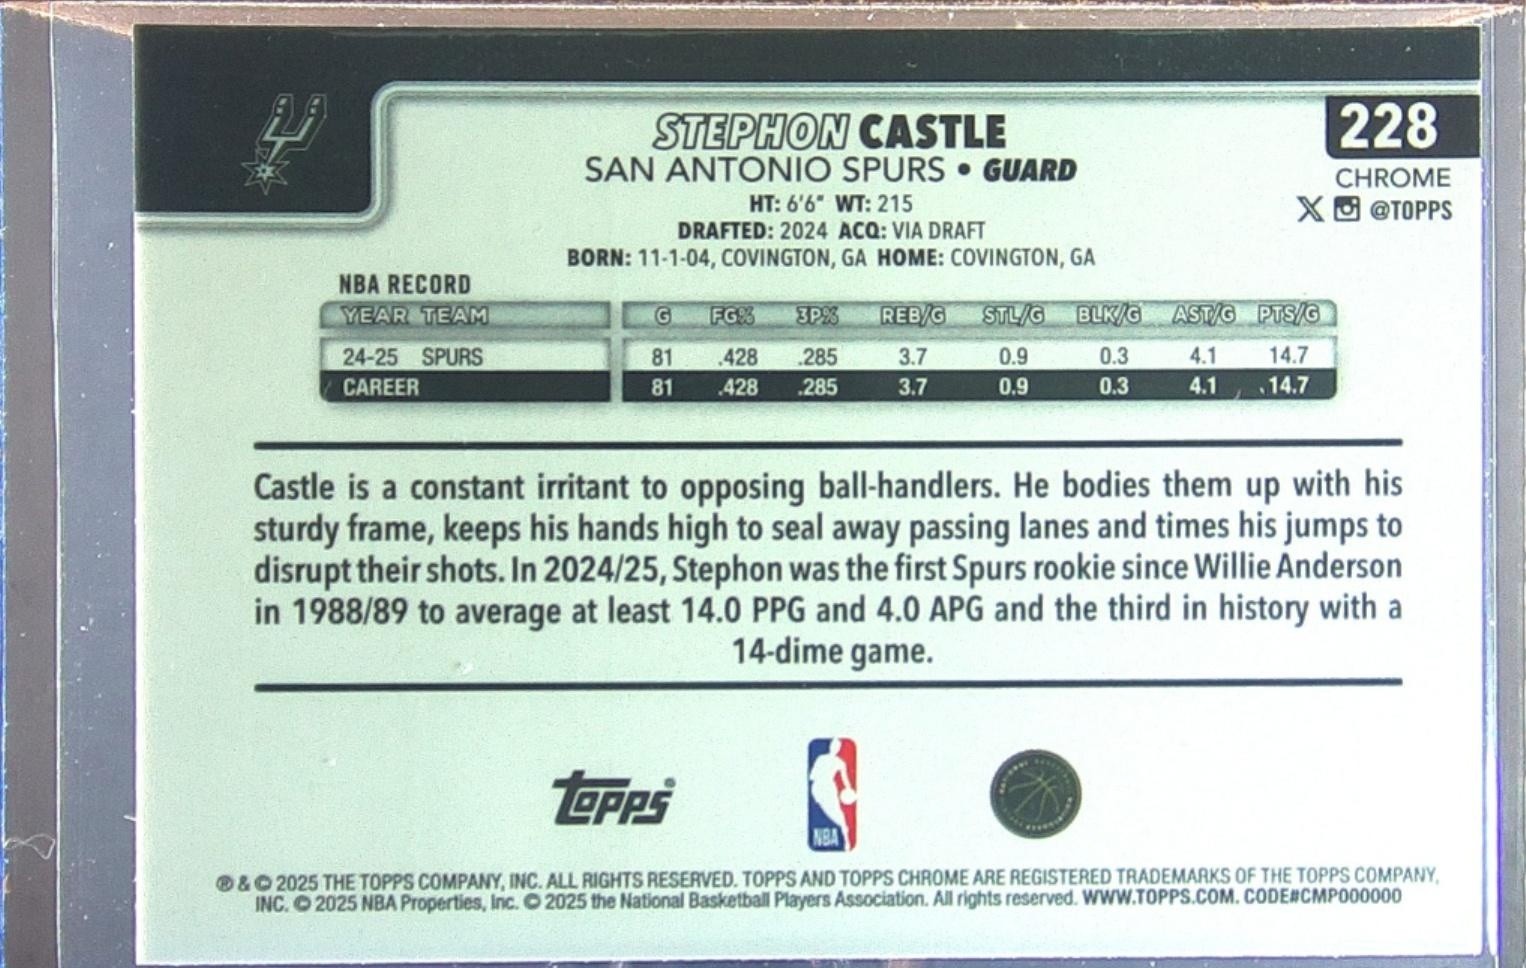 STEPHON CASTLE
228
SAN ANTONIO SPURS • GUARD
CHROME
HT: 6'6" WT: 215
@TOPPS
DRAFTED: 2024 ACQ: VIA DRAFT
BORN: 11-1-04, COVINGTON, GA HOME: COVINGTON, GA
NBA RECORD
YEAR TEAM G FG% 3P% REB/G STL/G BLK/G AST/G PTS/G
24-25 SPURS 81 .428 .285 3.7 0.9 0.3 4.1 14.7
CAREER 81 .428 .285 3.7 0.9 0.3 4.1 14.7
Castle is a constant irritant to opposing ball-handlers. He bodies them up with his
sturdy frame, keeps his hands high to seal away passing lanes and times his jumps to
disrupt their shots. In 2024/25, Stephon was the first Spurs rookie since Willie Anderson
in 1988/89 to average at least 14.0 PPG and 4.0 APG and the third in history with a
14-dime game.
Topps®
NBA
® & © 2025 THE TOPPS COMPANY, INC. ALL RIGHTS RESERVED. TOPPS AND TOPPS CHROME ARE REGISTERED TRADEMARKS OF THE TOPPS COMPANY,
INC. © 2025 NBA Properties, Inc. © 2025 the National Basketball Players Association. All rights reserved. WWW.TOPPS.COM. CODE#CMP000000